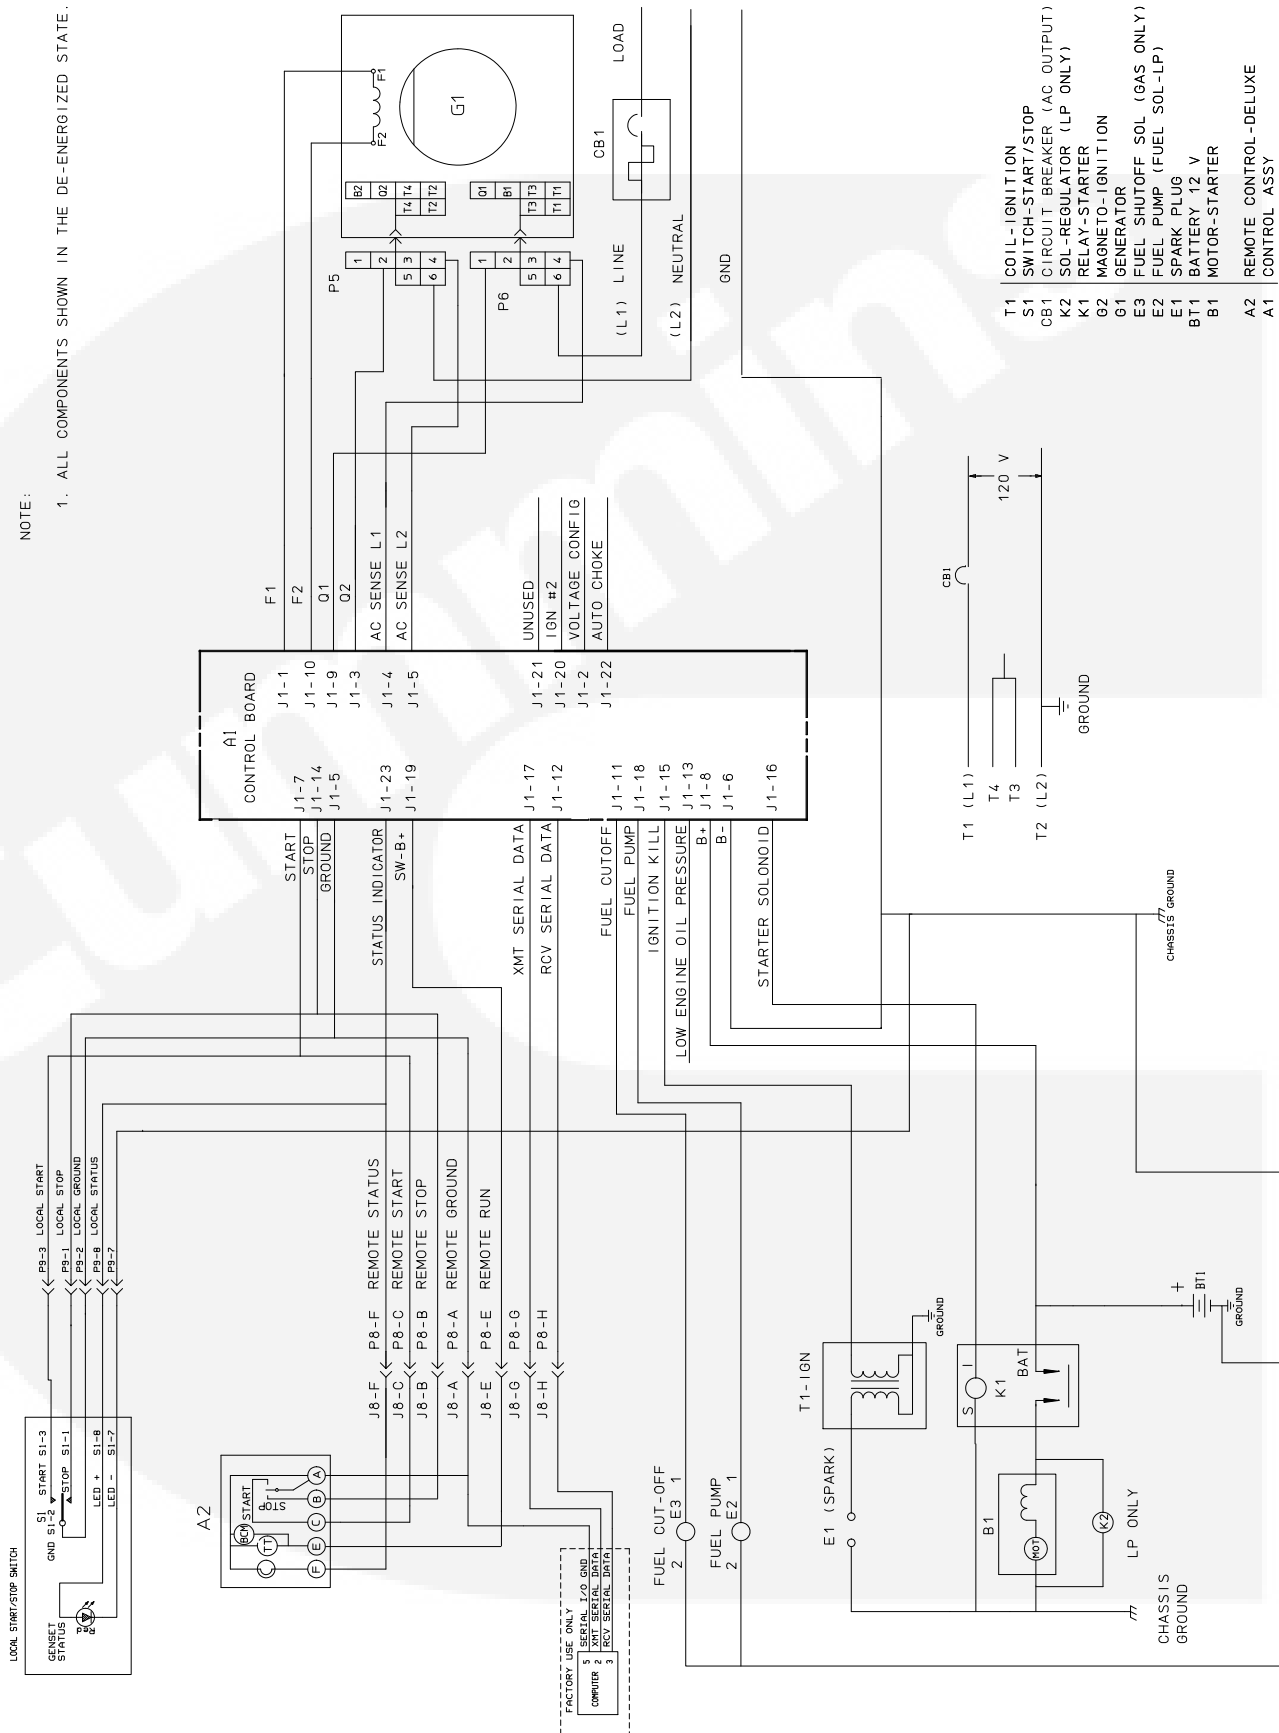 NOTE:
1. ALL COMPONENTS SHOWN IN THE DE-ENERGIZED STATE.
LOCAL START/STOP SWITCH
S1
START S1-3
GND S1-2
STOP S1-1
LED + S1-8
LED - S1-7
GENSET
STATUS
P9-3 LOCAL START
P9-1 LOCAL STOP
P9-2 LOCAL GROUND
P9-8 LOCAL STATUS
P9-7
A2
BCM
START
STOP
TT
A
B
C
E
F
J8-F P8-F REMOTE STATUS
J8-C P8-C REMOTE START
J8-B P8-B REMOTE STOP
J8-A P8-A REMOTE GROUND
J8-E P8-E REMOTE RUN
J8-G P8-G
J8-H P8-H
FACTORY USE ONLY
COMPUTER
5 SERIAL I/O GND
2 XMT SERIAL DATA
3 RCV SERIAL DATA
A1
CONTROL BOARD
START J1-7
STOP J1-14
GROUND J1-5
STATUS INDICATOR J1-23
SW-B+ J1-19
XMT SERIAL DATA J1-17
RCV SERIAL DATA J1-12
FUEL CUTOFF J1-11
FUEL PUMP J1-18
IGNITION KILL J1-15
LOW ENGINE OIL PRESSURE J1-13
B+ J1-8
B- J1-6
STARTER SOLONOID J1-16
J1-1 F1
J1-10 F2
J1-9 Q1
J1-3 Q2
J1-4 AC SENSE L1
J1-5 AC SENSE L2
J1-21 UNUSED
J1-20 IGN #2
J1-2 VOLTAGE CONFIG
J1-22 AUTO CHOKE
F1
F2
G1
B2
Q2
T4 T4
T2 T2
Q1
B1
T3 T3
T1 T1
P5
1
2
5 3
6 4
P6
1
2
5 3
6 4
CB1
LOAD
(L1) LINE
(L2) NEUTRAL
GND
FUEL CUT-OFF
2 E3 1
FUEL PUMP
2 E2 1
E1 (SPARK)
T1-IGN
GROUND
S
I
K1
BAT
B1
MOT
K2
LP ONLY
CHASSIS
GROUND
+
BT1
GROUND
CHASSIS GROUND
T1 (L1)
T4
T3
T2 (L2)
CB1
120 V
GROUND
T1 COIL-IGNITION
S1 SWITCH-START/STOP
CB1 CIRCUIT BREAKER (AC OUTPUT)
K2 SOL-REGULATOR (LP ONLY)
K1 RELAY-STARTER
G2 MAGNETO-IGNITION
G1 GENERATOR
E3 FUEL SHUTOFF SOL (GAS ONLY)
E2 FUEL PUMP (FUEL SOL-LP)
E1 SPARK PLUG
BT1 BATTERY 12 V
B1 MOTOR-STARTER
A2 REMOTE CONTROL-DELUXE
A1 CONTROL ASSY
Cummins